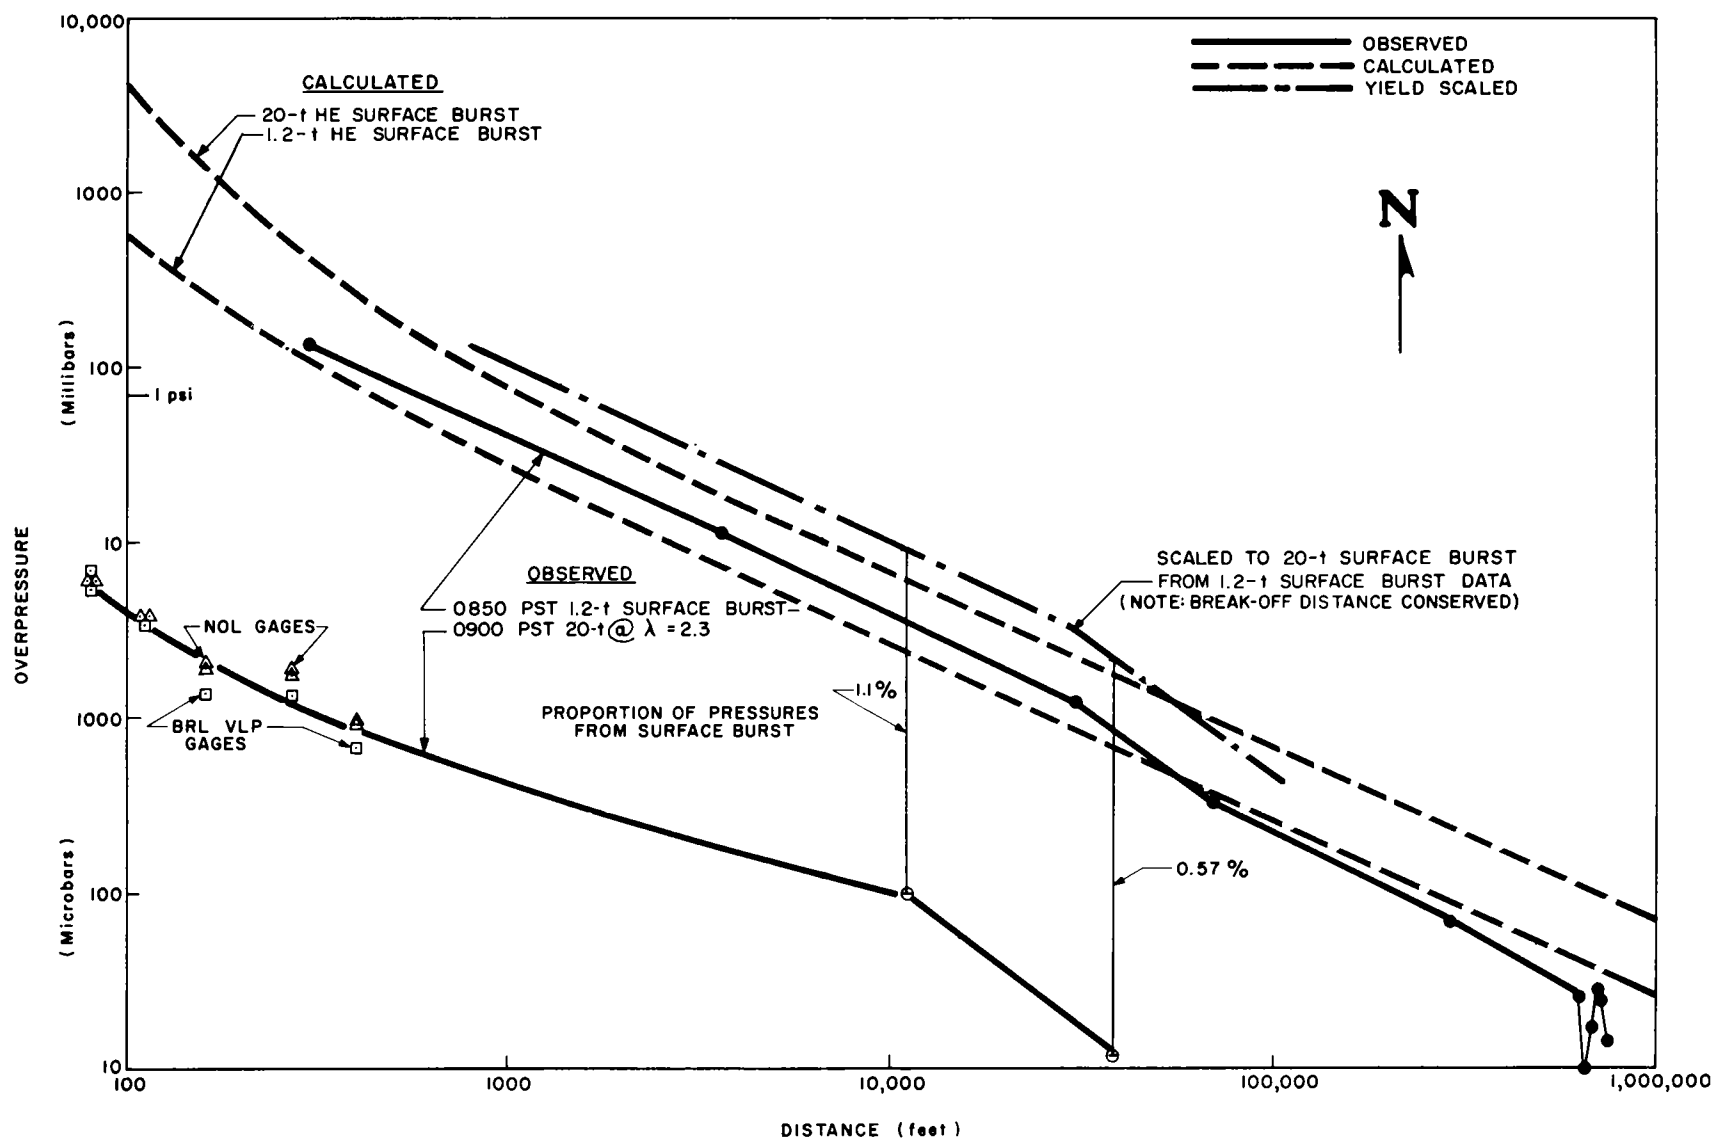 10,000
OBSERVED
CALCULATED
YIELD SCALED
CALCULATED
20-t HE SURFACE BURST
1.2-t HE SURFACE BURST
1000
N
(Millibars)
100
1 psi
10
OVERPRESSURE
SCALED TO 20-t SURFACE BURST
FROM 1.2-t SURFACE BURST DATA
(NOTE: BREAK-OFF DISTANCE CONSERVED)
OBSERVED
0850 PST 1.2-t SURFACE BURST
0900 PST 20-t @ λ = 2.3
NOL GAGES
1.1%
PROPORTION OF PRESSURES
FROM SURFACE BURST
1000
BRL VLP
GAGES
0.57 %
(Microbars)
100
10
100
1000
10,000
100,000
1,000,000
DISTANCE (feet)